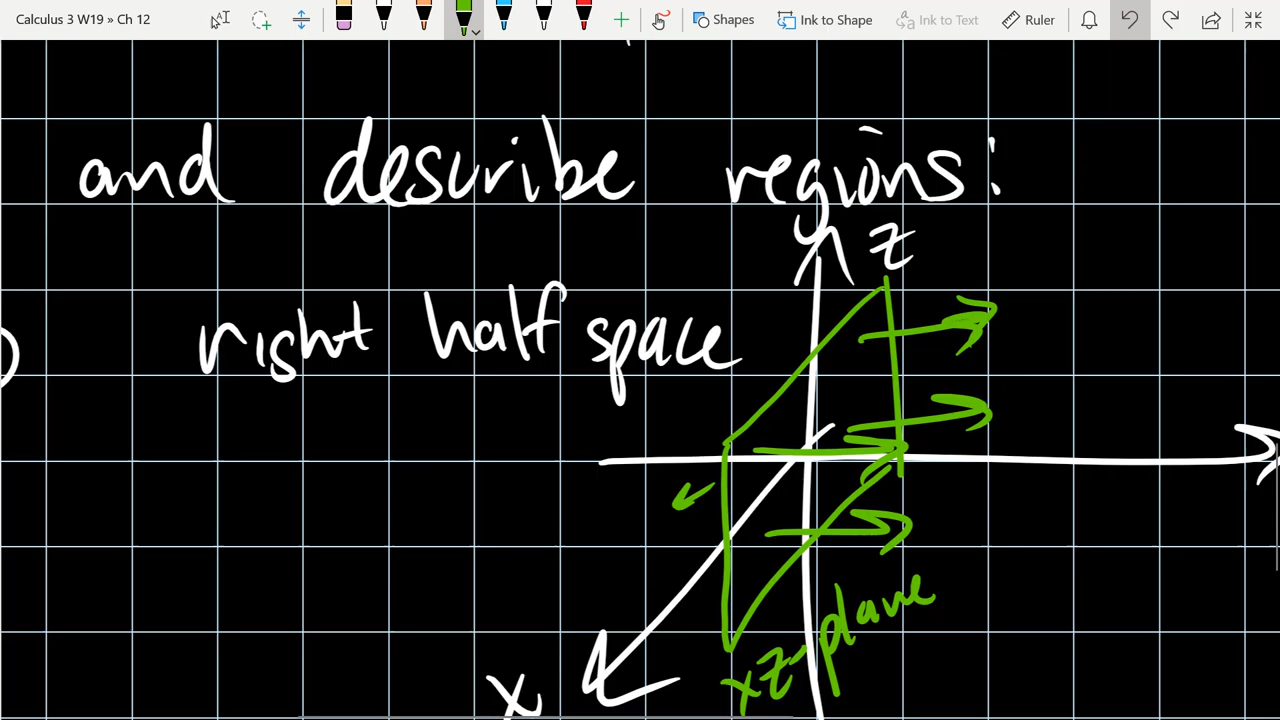 Calculus 3 W19 » Ch 12
Shapes
Ink to Shape
Ink to Text
Ruler
and describe regions:
z
) right half space
xz-plane
x